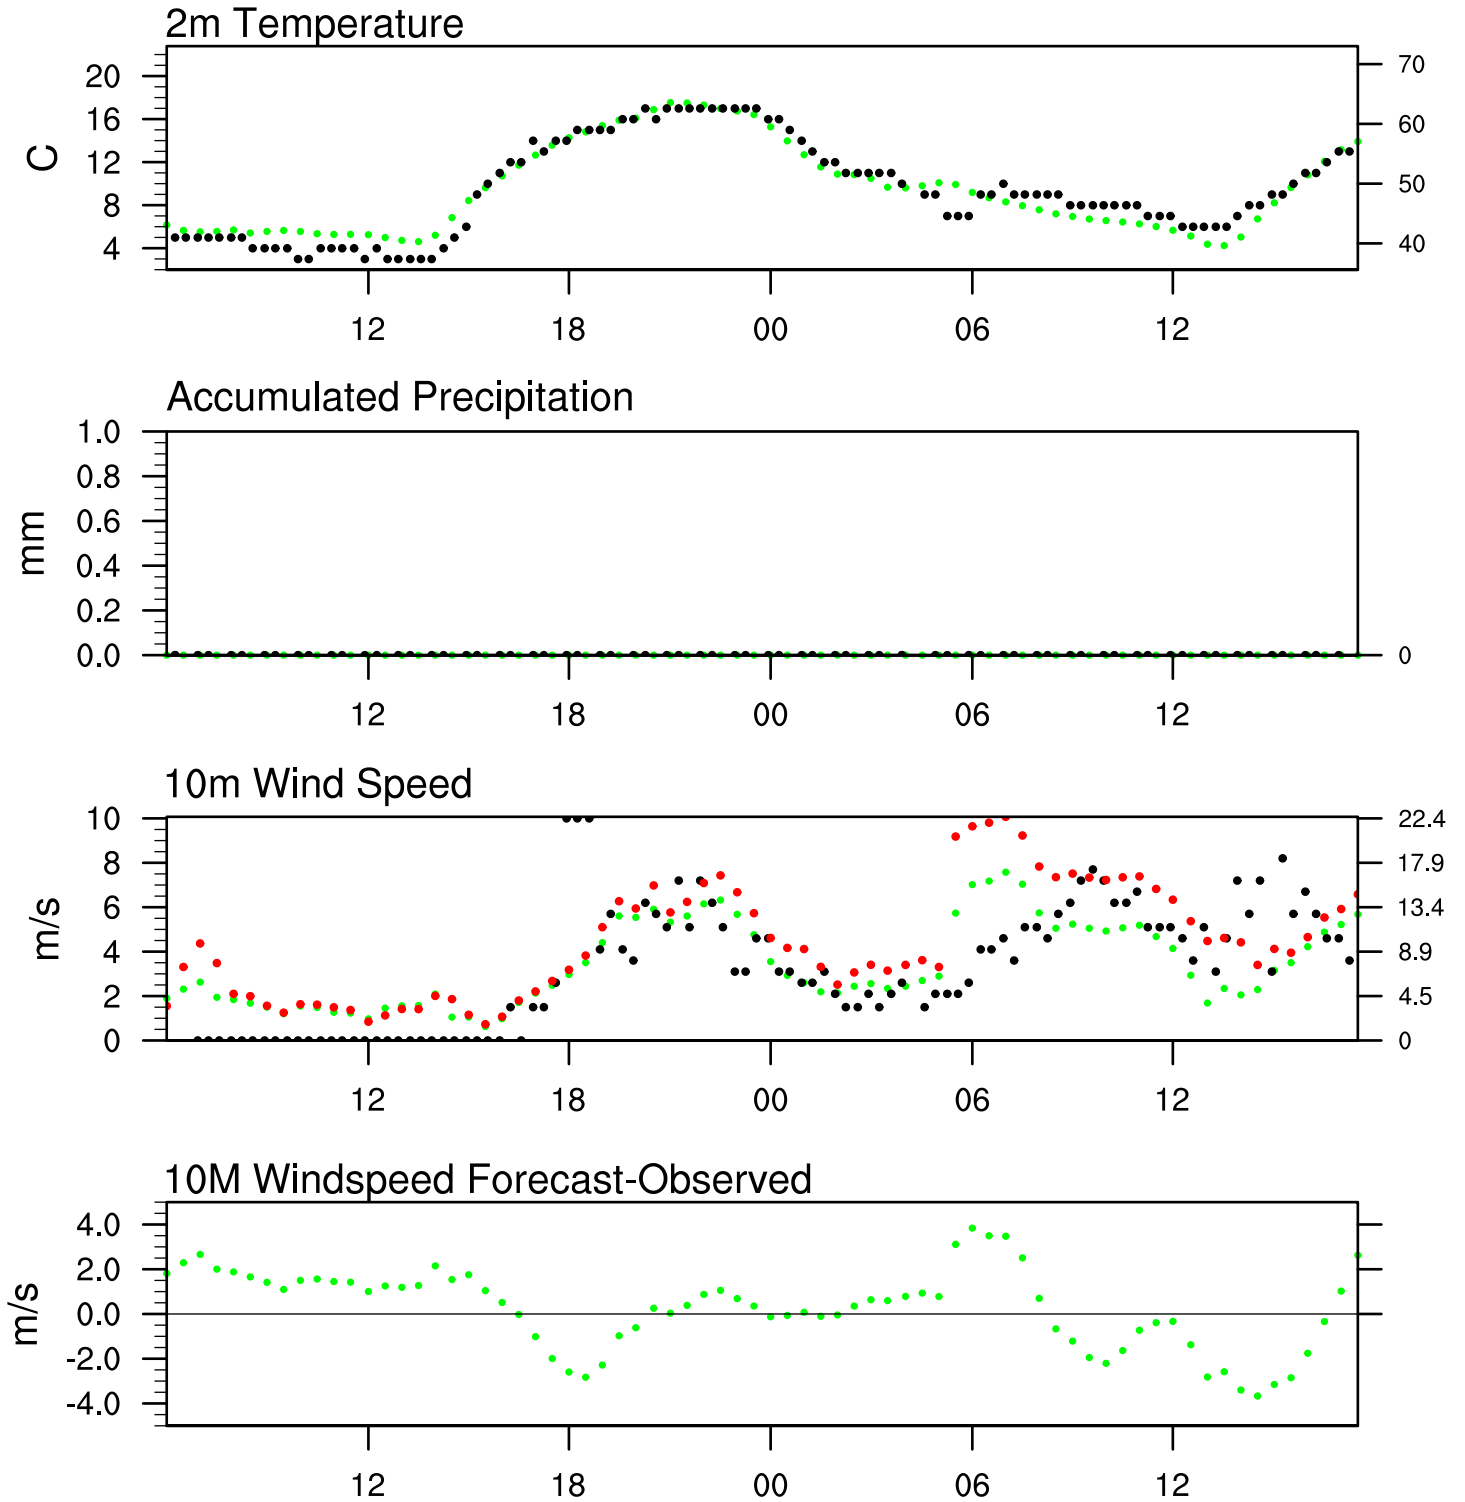 2m Temperature
20
16
12
8
4
C
70
60
50
40
12 18 00 06 12
Accumulated Precipitation
1.0
0.8
0.6
0.4
0.2
0.0
mm
0
12 18 00 06 12
10m Wind Speed
10
8
6
4
2
0
m/s
22.4
17.9
13.4
8.9
4.5
0
12 18 00 06 12
10M Windspeed Forecast-Observed
4.0
2.0
0.0
-2.0
-4.0
m/s
12 18 00 06 12